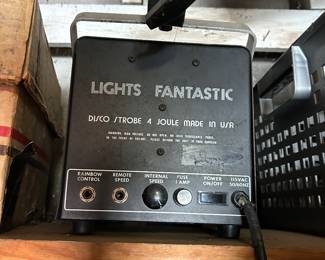 LIGHTS FANTASTIC
DISCO STROBE 4 JOULE MADE IN USA
RAINBOW CONTROL
REMOTE SPEED
INTERNAL SPEED
FUSE 1 AMP
POWER ON/OFF
115VAC 50/60HZ